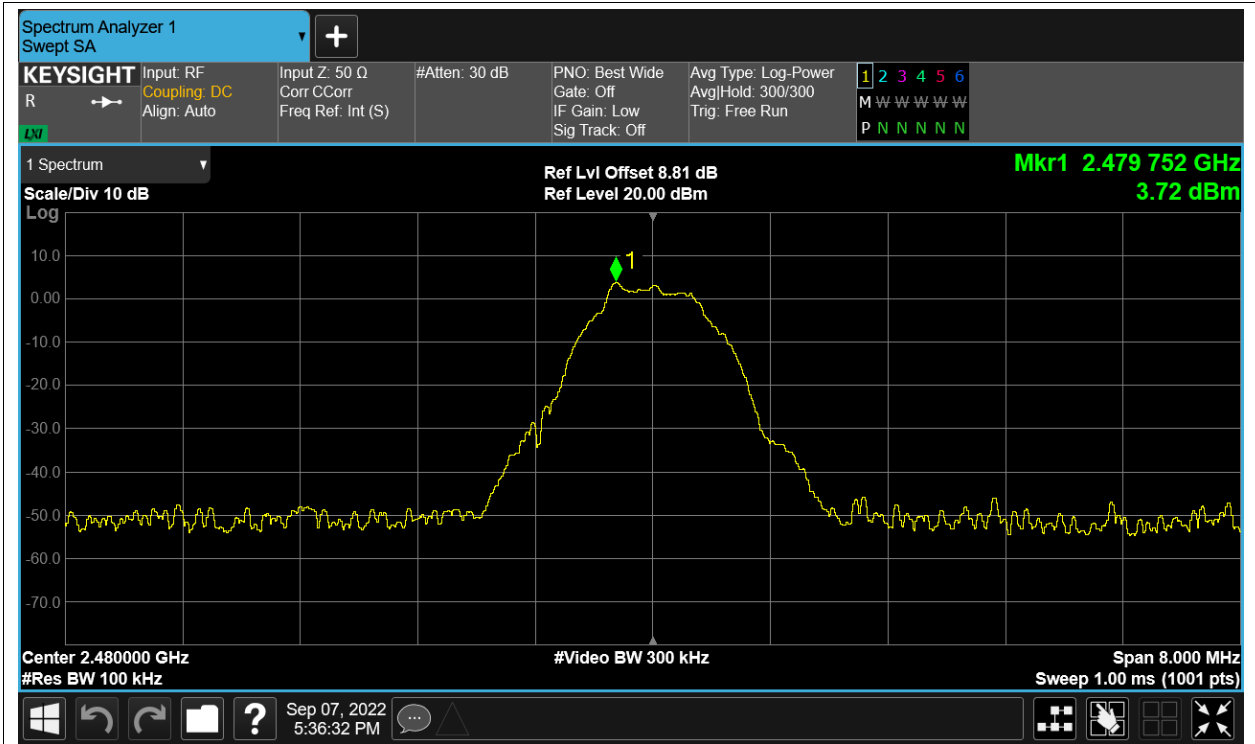 Spectrum Analyzer 1
Swept SA
KEYSIGHT
R
LXI
Input: RF
Coupling: DC
Align: Auto
Input Z: 50 Ω
Corr CCorr
Freq Ref: Int (S)
#Atten: 30 dB
PNO: Best Wide
Gate: Off
IF Gain: Low
Sig Track: Off
Avg Type: Log-Power
Avg|Hold: 300/300
Trig: Free Run
1 2 3 4 5 6
M W W W W W
P N N N N N
1 Spectrum
Scale/Div 10 dB
Log
Ref Lvl Offset 8.81 dB
Ref Level 20.00 dBm
Mkr1 2.479 752 GHz
3.72 dBm
1
10.0
0.00
-10.0
-20.0
-30.0
-40.0
-50.0
-60.0
-70.0
Center 2.480000 GHz
#Res BW 100 kHz
#Video BW 300 kHz
Span 8.000 MHz
Sweep 1.00 ms (1001 pts)
?
Sep 07, 2022
5:36:32 PM